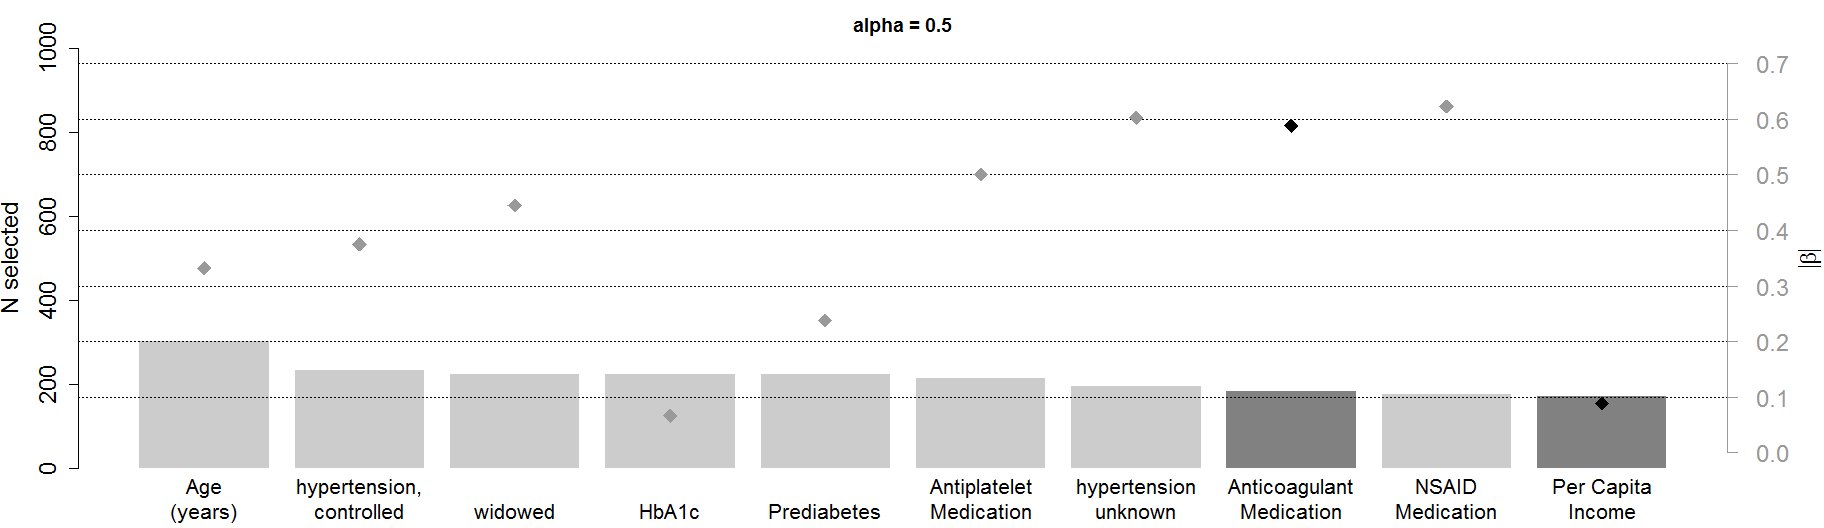 alpha = 0.5
N selected
1000
800
600
400
200
0
0.7
0.6
0.5
0.4
0.3
0.2
0.1
0.0
|β|
Age
(years)
hypertension,
controlled
widowed
HbA1c
Prediabetes
Antiplatelet
Medication
hypertension
unknown
Anticoagulant
Medication
NSAID
Medication
Per Capita
Income